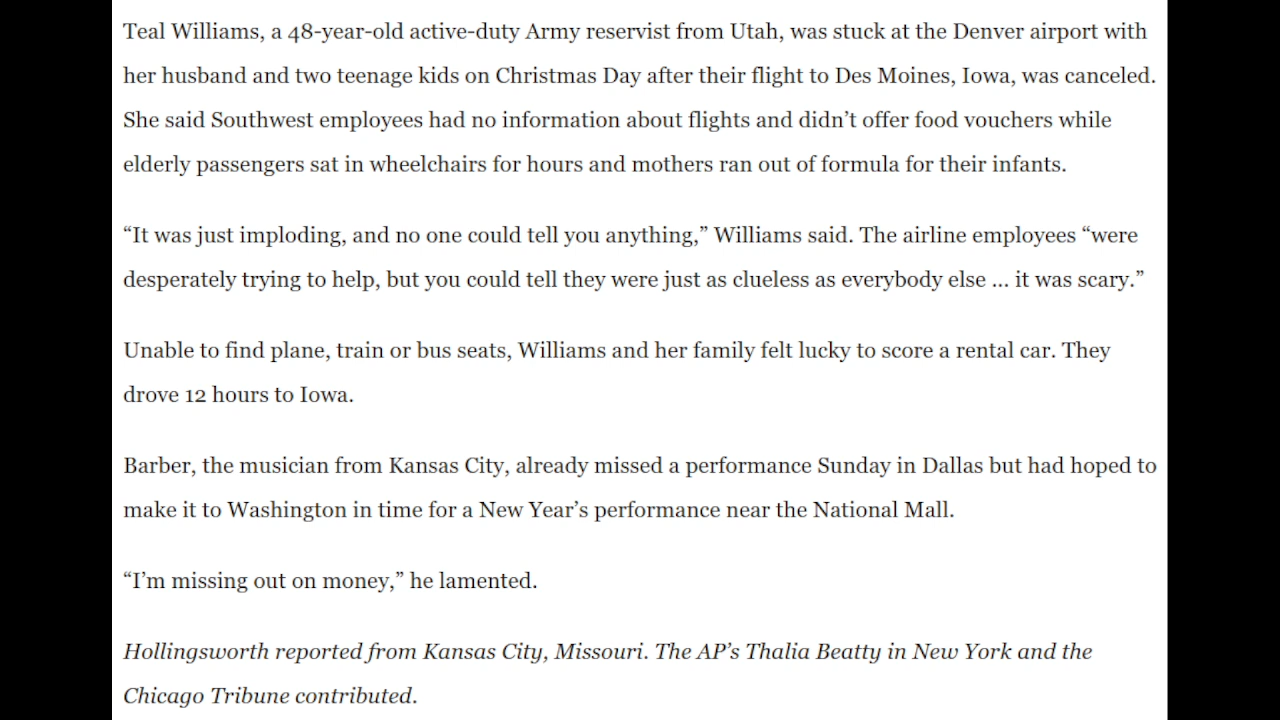 Teal Williams, a 48-year-old active-duty Army reservist from Utah, was stuck at the Denver airport with
her husband and two teenage kids on Christmas Day after their flight to Des Moines, Iowa, was canceled.
She said Southwest employees had no information about flights and didn’t offer food vouchers while
elderly passengers sat in wheelchairs for hours and mothers ran out of formula for their infants.
“It was just imploding, and no one could tell you anything,” Williams said. The airline employees “were
desperately trying to help, but you could tell they were just as clueless as everybody else ... it was scary.”
Unable to find plane, train or bus seats, Williams and her family felt lucky to score a rental car. They
drove 12 hours to Iowa.
Barber, the musician from Kansas City, already missed a performance Sunday in Dallas but had hoped to
make it to Washington in time for a New Year’s performance near the National Mall.
“I’m missing out on money,” he lamented.
Hollingsworth reported from Kansas City, Missouri. The AP’s Thalia Beatty in New York and the
Chicago Tribune contributed.